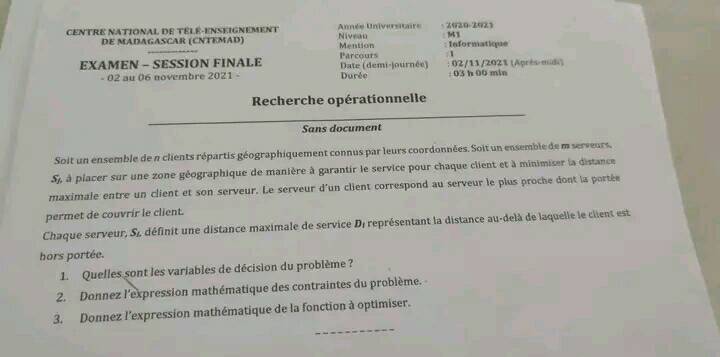 CENTRE NATIONAL DE TÉLÉ-ENSEIGNEMENT
DE MADAGASCAR (CNTEMAD)
------------
EXAMEN – SESSION FINALE
- 02 au 06 novembre 2021 -
Année Universitaire : 2020-2021
Niveau : M1
Mention : Informatique
Parcours : 1
Date (demi-journée) : 02/11/2021 (Après-midi)
Durée : 03 h 00 min
Recherche opérationnelle
Sans document
Soit un ensemble de n clients répartis géographiquement connus par leurs coordonnées. Soit un ensemble de m serveurs,
Sj, à placer sur une zone géographique de manière à garantir le service pour chaque client et à minimiser la distance
maximale entre un client et son serveur. Le serveur d'un client correspond au serveur le plus proche dont la portée
permet de couvrir le client.
Chaque serveur, Si, définit une distance maximale de service Di représentant la distance au-delà de laquelle le client est
hors portée.
1. Quelles sont les variables de décision du problème ?
2. Donnez l'expression mathématique des contraintes du problème.
3. Donnez l'expression mathématique de la fonction à optimiser.
-----------